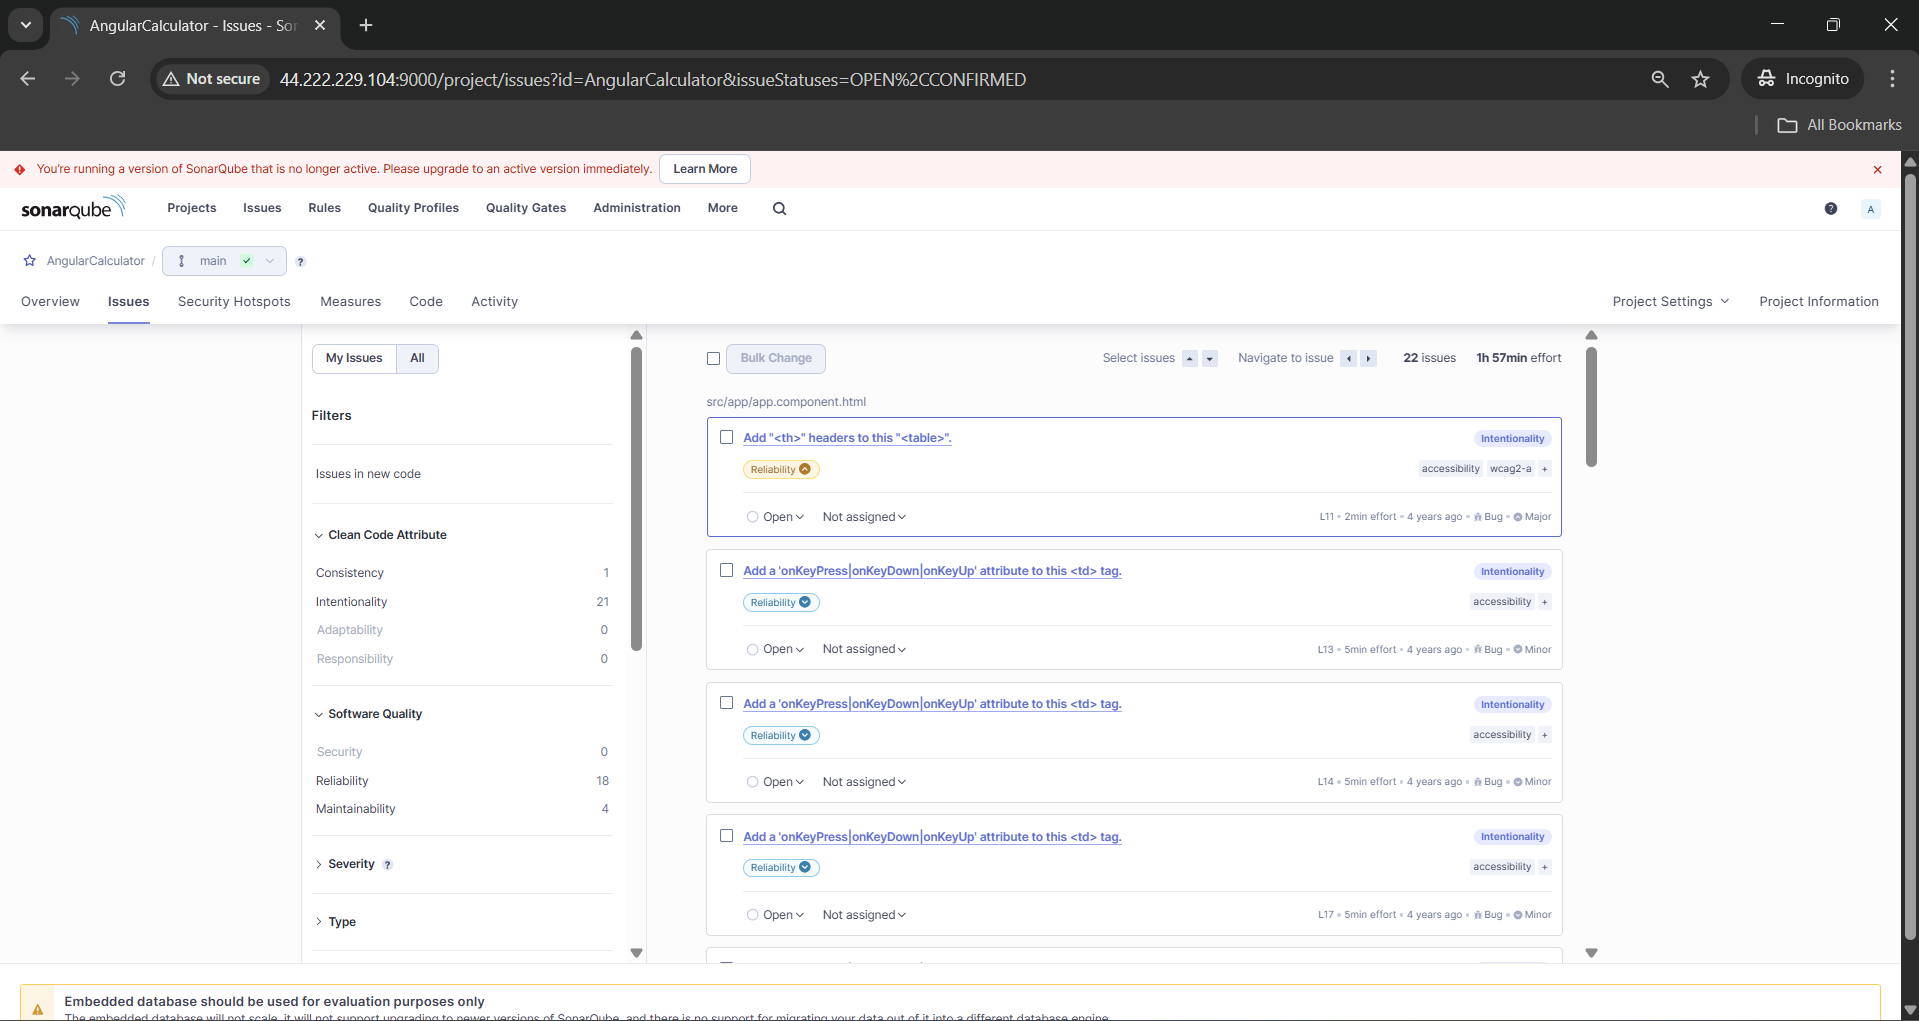 AngularCalculator - Issues - Son
Not secure 44.222.229.104:9000/project/issues?id=AngularCalculator&issueStatuses=OPEN%2CCONFIRMED Incognito
All Bookmarks
You're running a version of SonarQube that is no longer active. Please upgrade to an active version immediately. Learn More
sonarqube Projects Issues Rules Quality Profiles Quality Gates Administration More ? A
AngularCalculator / main ?
Overview Issues Security Hotspots Measures Code Activity Project Settings Project Information
My Issues All
Filters
Issues in new code
Clean Code Attribute
Consistency 1
Intentionality 21
Adaptability 0
Responsibility 0
Software Quality
Security 0
Reliability 18
Maintainability 4
Severity ?
Type
Bulk Change Select issues Navigate to issue 22 issues 1h 57min effort
src/app/app.component.html
Add "<th>" headers to this "<table>". Intentionality
Reliability accessibility wcag2-a +
Open Not assigned L11 • 2min effort • 4 years ago • Bug • Major
Add a 'onKeyPress|onKeyDown|onKeyUp' attribute to this <td> tag. Intentionality
Reliability accessibility +
Open Not assigned L13 • 5min effort • 4 years ago • Bug • Minor
Add a 'onKeyPress|onKeyDown|onKeyUp' attribute to this <td> tag. Intentionality
Reliability accessibility +
Open Not assigned L14 • 5min effort • 4 years ago • Bug • Minor
Add a 'onKeyPress|onKeyDown|onKeyUp' attribute to this <td> tag. Intentionality
Reliability accessibility +
Open Not assigned L17 • 5min effort • 4 years ago • Bug • Minor
Embedded database should be used for evaluation purposes only
The embedded database will not scale, it will not support upgrading to newer versions of SonarQube, and there is no support for migrating your data out of it into a different database engine.